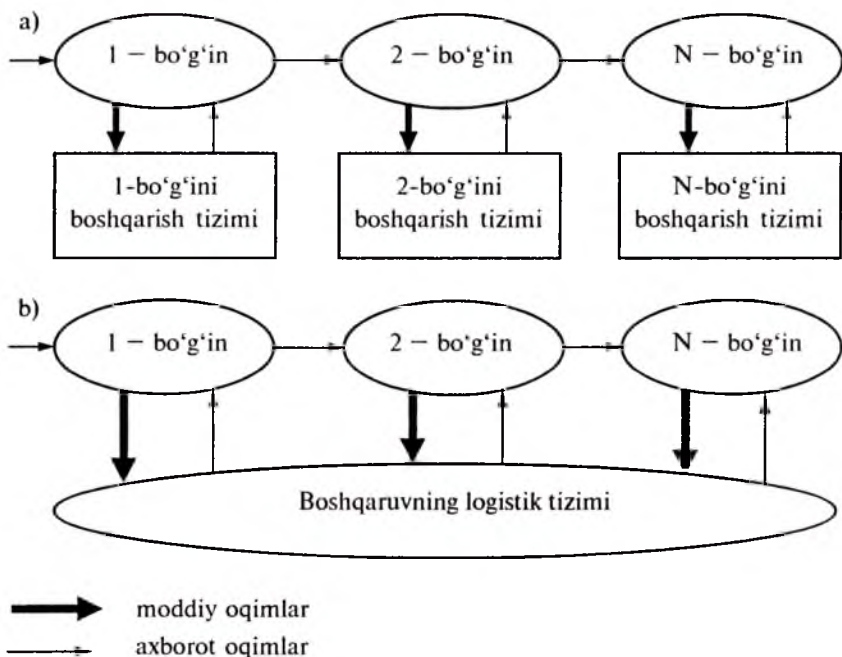 a)
1 – bo‘g‘in
2 – bo‘g‘in
N – bo‘g‘in
1-bo‘g‘ini
boshqarish tizimi
2-bo‘g‘ini
boshqarish tizimi
N-bo‘g‘ini
boshqarish tizimi
b)
1 – bo‘g‘in
2 – bo‘g‘in
N – bo‘g‘in
Boshqaruvning logistik tizimi
moddiy oqimlar
axborot oqimlar